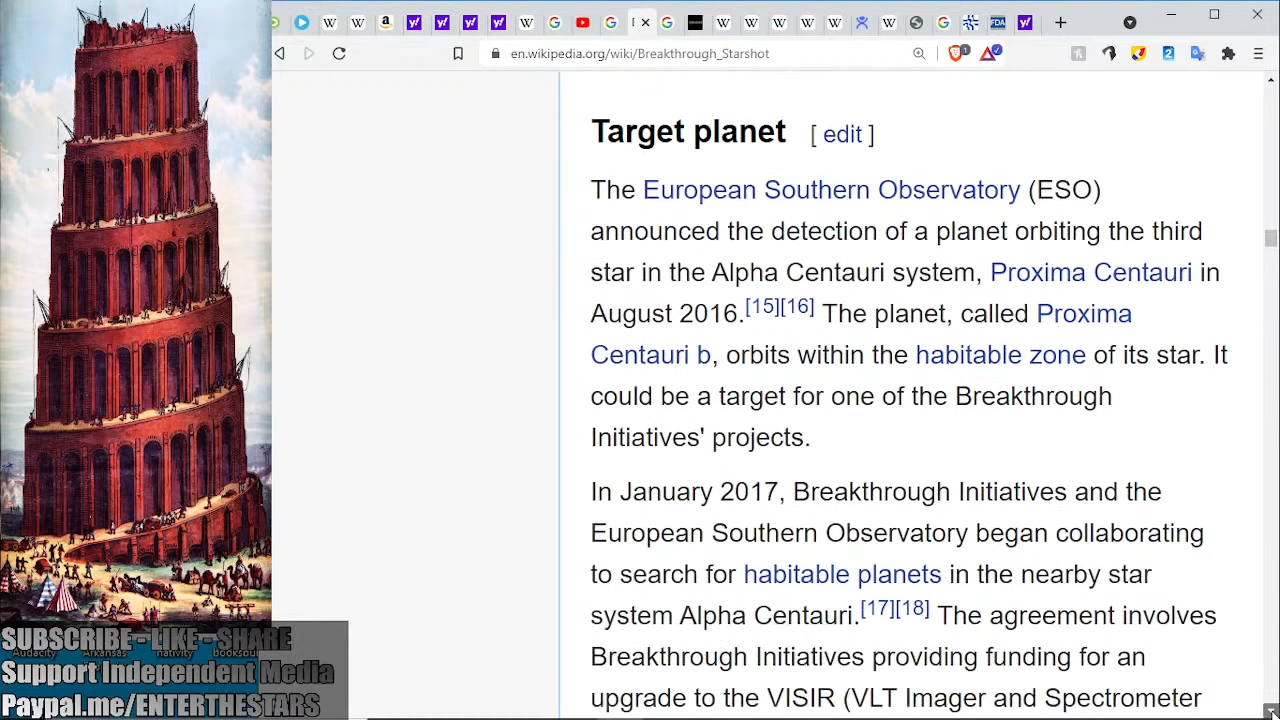 en.wikipedia.org/wiki/Breakthrough_Starshot
Target planet [ edit ]
The European Southern Observatory (ESO)
announced the detection of a planet orbiting the third
star in the Alpha Centauri system, Proxima Centauri in
August 2016.[15][16] The planet, called Proxima
Centauri b, orbits within the habitable zone of its star. It
could be a target for one of the Breakthrough
Initiatives' projects.
In January 2017, Breakthrough Initiatives and the
European Southern Observatory began collaborating
to search for habitable planets in the nearby star
system Alpha Centauri.[17][18] The agreement involves
Breakthrough Initiatives providing funding for an
upgrade to the VISIR (VLT Imager and Spectrometer
SUBSCRIBE - LIKE - SHARE
Audacity Arkansas nativity
Support Independent Media
Paypal.me/ENTERTHESTARS